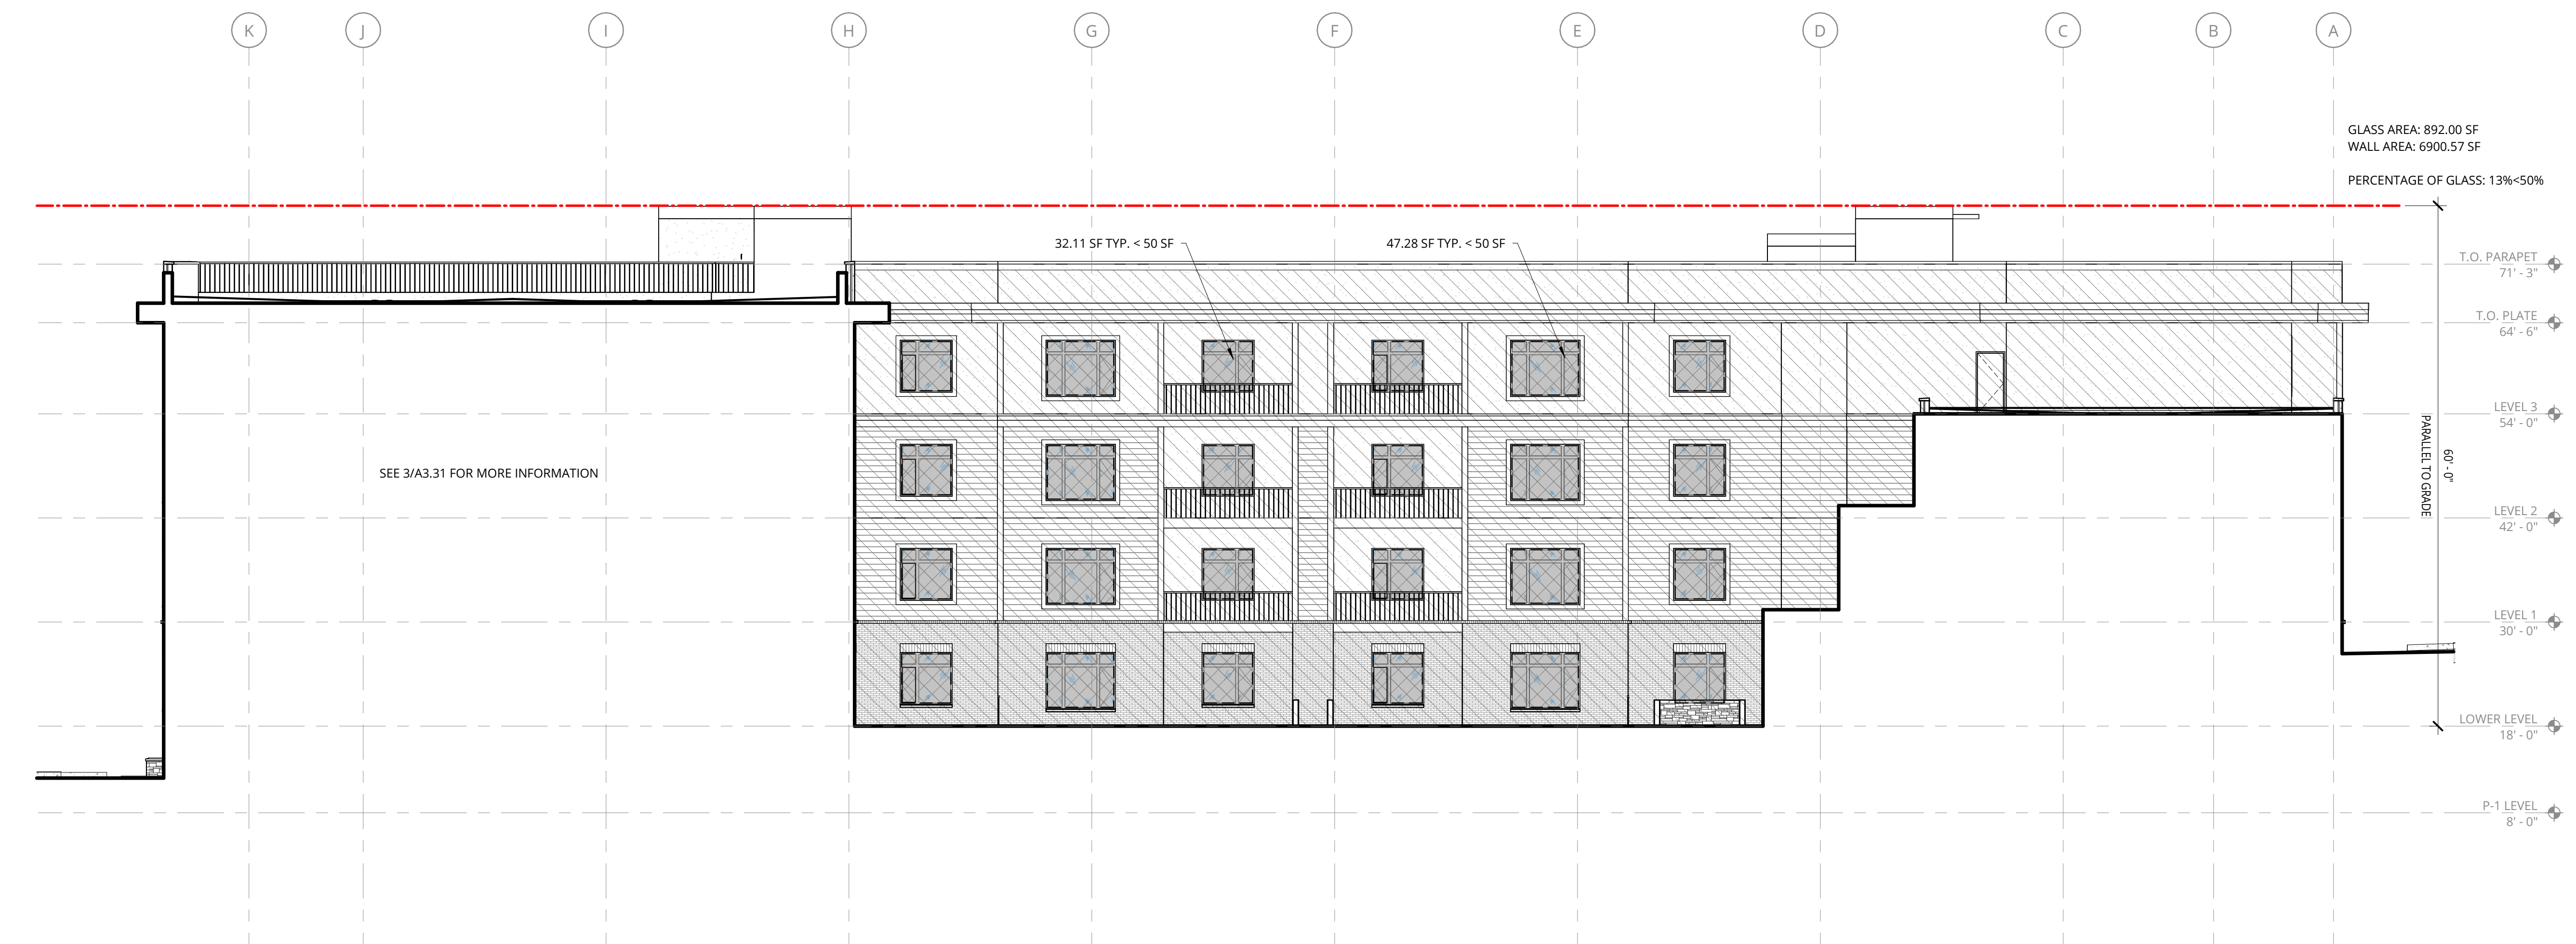 K J I H G F E D C B A
GLASS AREA: 892.00 SF
WALL AREA: 6900.57 SF
PERCENTAGE OF GLASS: 13%<50%
32.11 SF TYP. < 50 SF
47.28 SF TYP. < 50 SF
T.O. PARAPET
71' - 3"
T.O. PLATE
64' - 6"
LEVEL 3
54' - 0"
SEE 3/A3.31 FOR MORE INFORMATION
60' - 0"
PARALLEL TO GRADE
LEVEL 2
42' - 0"
LEVEL 1
30' - 0"
LOWER LEVEL
18' - 0"
P-1 LEVEL
8' - 0"